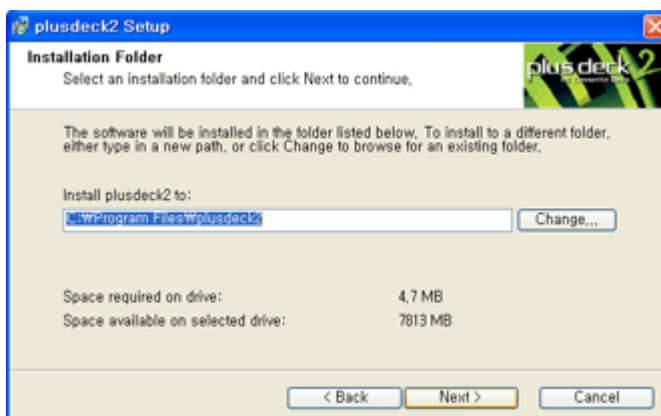 plusdeck2 Setup
Installation Folder
Select an installation folder and click Next to continue.
plus deck 2
The software will be installed in the folder listed below. To install to a different folder,
either type in a new path, or click Change to browse for an existing folder.
Install plusdeck2 to:
C:₩Program Files₩plusdeck2
Change...
Space required on drive: 4.7 MB
Space available on selected drive: 7813 MB
< Back Next > Cancel